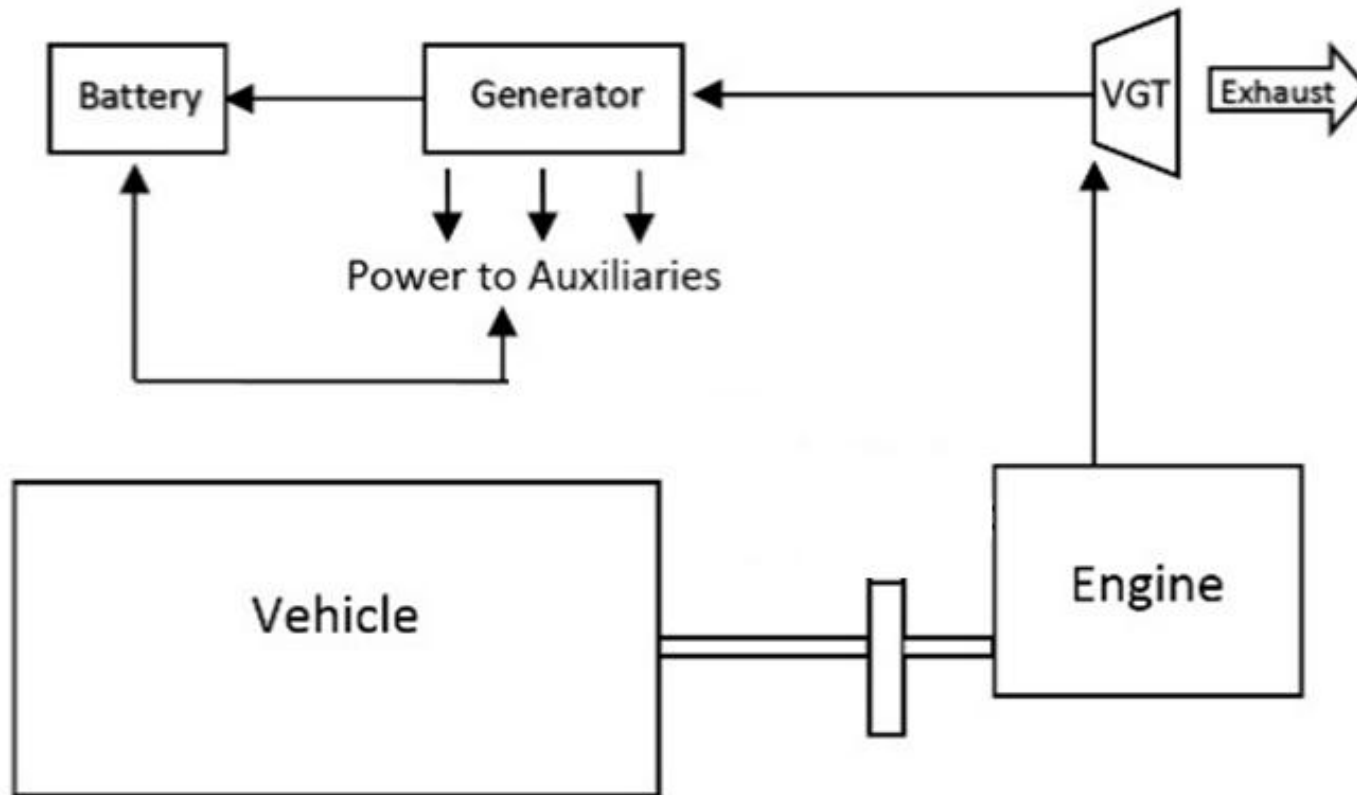 Battery
Generator
VGT
Exhaust
Power to Auxiliaries
Vehicle
Engine